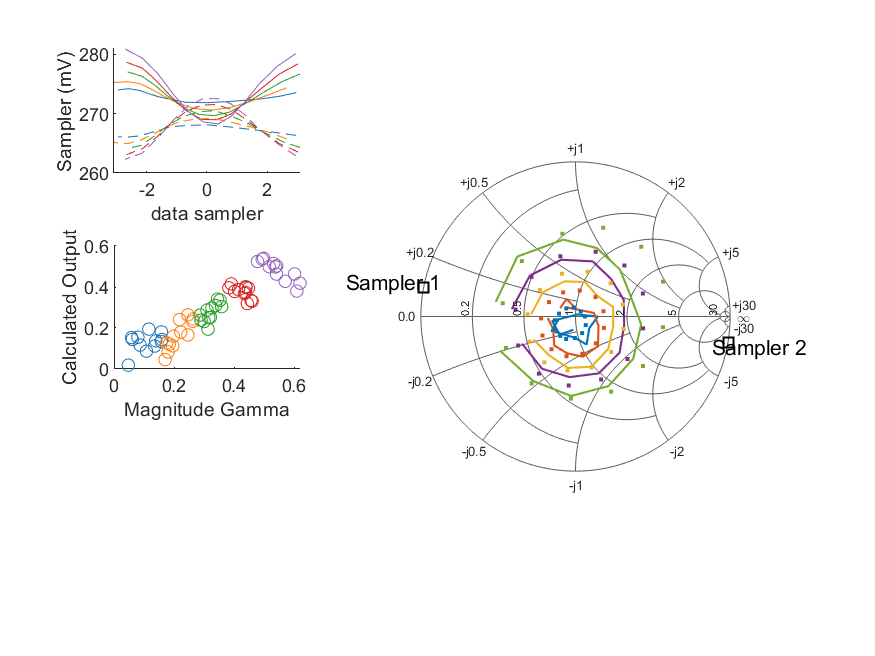 280
270
260
Sampler (mV)
-2 0 2
data sampler
0.6
0.4
0.2
0
Calculated Output
0 0.2 0.4 0.6
Magnitude Gamma
+j1
+j0.5 +j2
+j0.2 +j5
Sampler 1
0.0 0.2 0.5 1 2 5 10 30 ∞
+j30
-j30
Sampler 2
-j0.2 -j5
-j0.5 -j2
-j1